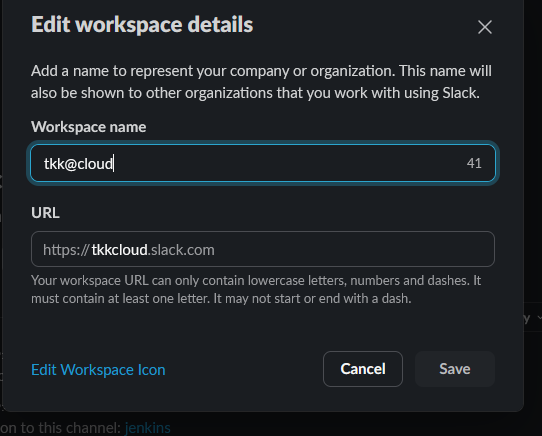 Edit workspace details
Add a name to represent your company or organization. This name will
also be shown to other organizations that you work with using Slack.
Workspace name
tkk@cloud
41
URL
https://tkkcloud.slack.com
Your workspace URL can only contain lowercase letters, numbers and dashes. It
must contain at least one letter. It may not start or end with a dash.
Edit Workspace Icon
Cancel
Save
on to this channel: jenkins